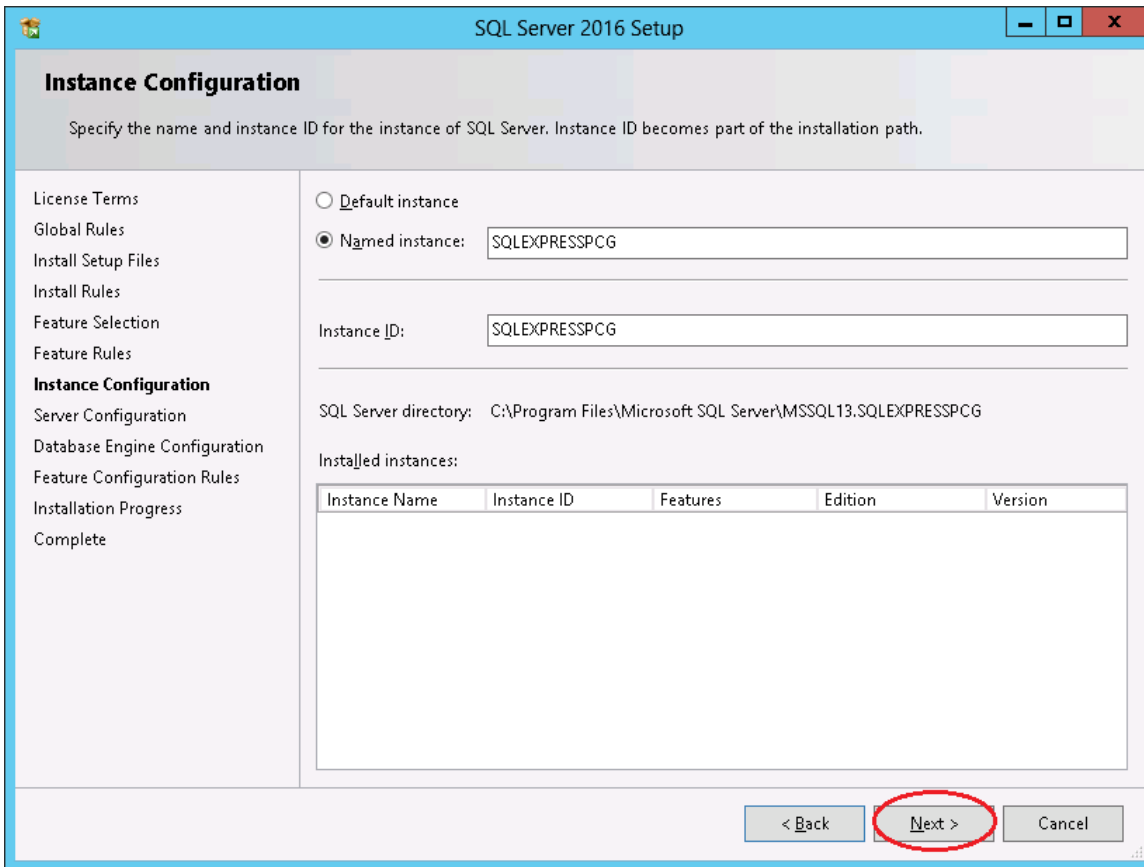 SQL Server 2016 Setup
Instance Configuration
Specify the name and instance ID for the instance of SQL Server. Instance ID becomes part of the installation path.
License Terms
Global Rules
Install Setup Files
Install Rules
Feature Selection
Feature Rules
Instance Configuration
Server Configuration
Database Engine Configuration
Feature Configuration Rules
Installation Progress
Complete
Default instance
Named instance: SQLEXPRESSPCG
Instance ID: SQLEXPRESSPCG
SQL Server directory: C:\Program Files\Microsoft SQL Server\MSSQL13.SQLEXPRESSPCG
Installed instances:
Instance Name Instance ID Features Edition Version
< Back Next > Cancel